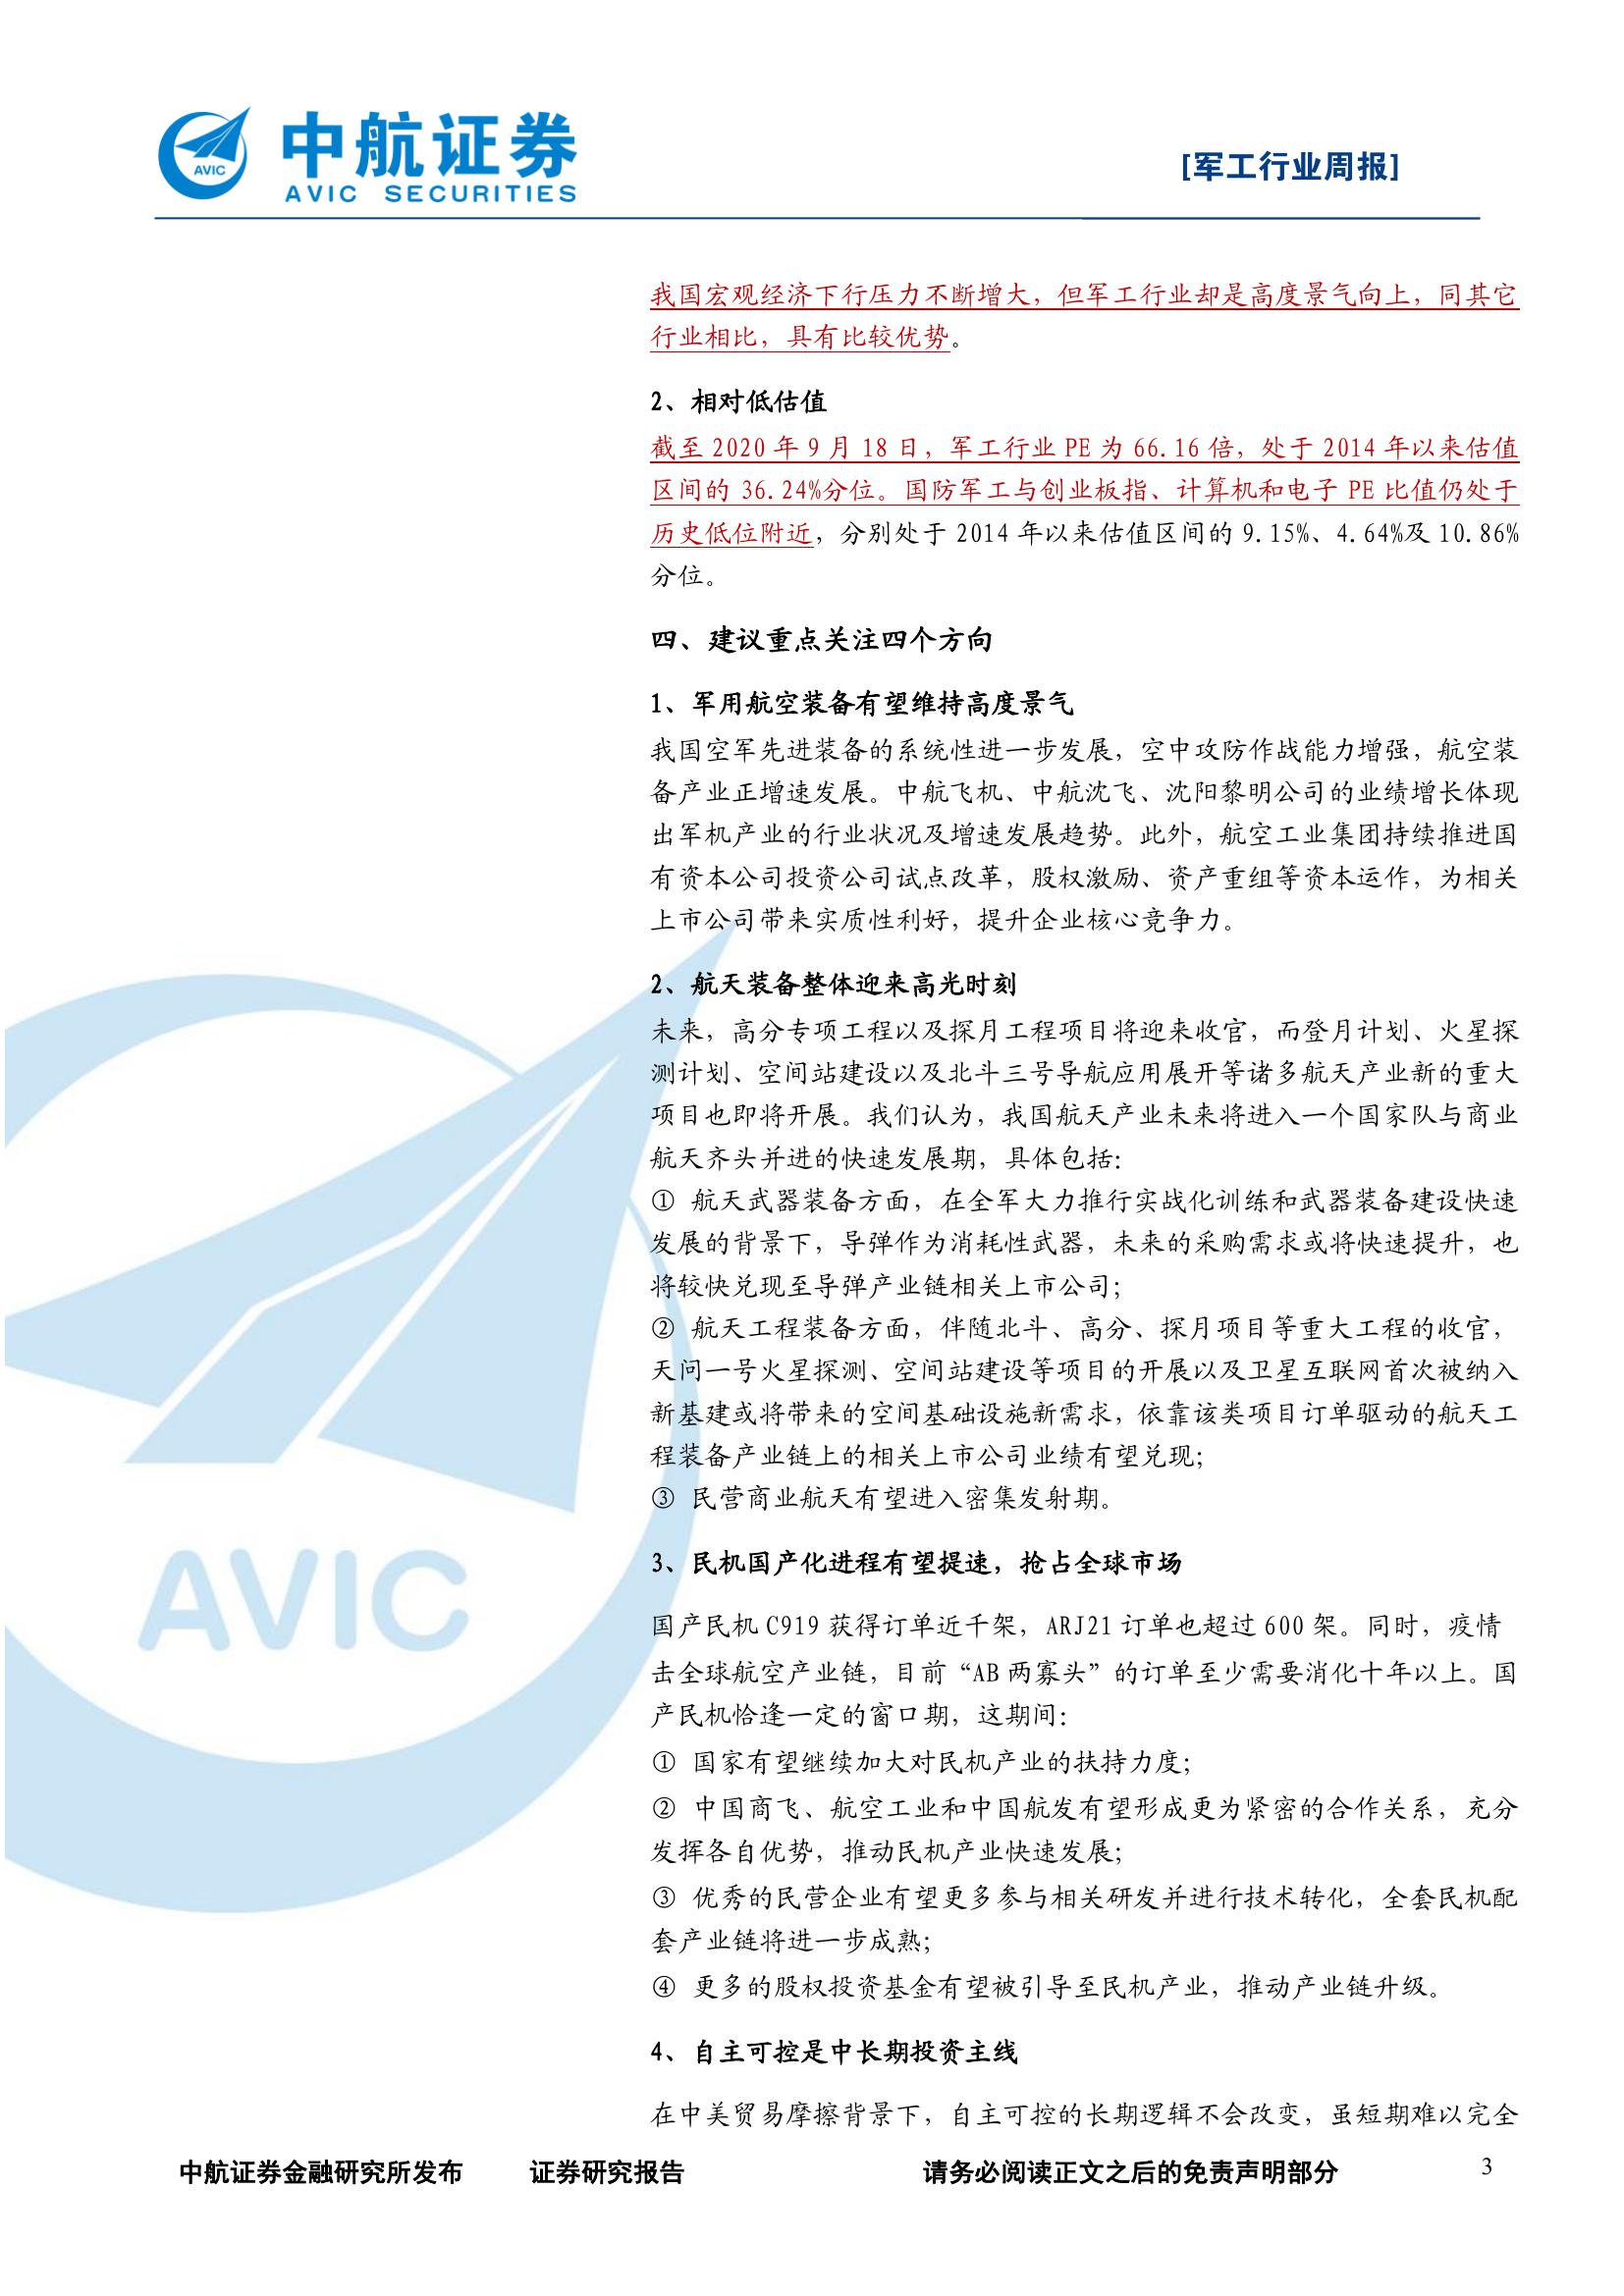 中航证券
AVIC
AVIC SECURITIES
[军工行业周报]
我国宏观经济下行压力不断增大，但军工行业却是高度景气向上，同其它
行业相比，具有比较优势。
2、相对低估值
截至 2020 年 9 月 18 日，军工行业 PE 为 66.16 倍，处于 2014 年以来估值
区间的 36.24%分位。国防军工与创业板指、计算机和电子 PE 比值仍处于
历史低位附近，分别处于 2014 年以来估值区间的 9.15%、4.64%及 10.86%
分位。
四、建议重点关注四个方向
1、军用航空装备有望维持高度景气
我国空军先进装备的系统性进一步发展，空中攻防作战能力增强，航空装
备产业正增速发展。中航飞机、中航沈飞、沈阳黎明公司的业绩增长体现
出军机产业的行业状况及增速发展趋势。此外，航空工业集团持续推进国
有资本公司投资公司试点改革，股权激励、资产重组等资本运作，为相关
上市公司带来实质性利好，提升企业核心竞争力。
2、航天装备整体迎来高光时刻
未来，高分专项工程以及探月工程项目将迎来收官，而登月计划、火星探
测计划、空间站建设以及北斗三号导航应用展开等诸多航天产业新的重大
项目也即将开展。我们认为，我国航天产业未来将进入一个国家队与商业
航天齐头并进的快速发展期，具体包括：
① 航天武器装备方面，在全军大力推行实战化训练和武器装备建设快速
发展的背景下，导弹作为消耗性武器，未来的采购需求或将快速提升，也
将较快兑现至导弹产业链相关上市公司；
② 航天工程装备方面，伴随北斗、高分、探月项目等重大工程的收官，
天问一号火星探测、空间站建设等项目的开展以及卫星互联网首次被纳入
新基建或将带来的空间基础设施新需求，依靠该类项目订单驱动的航天工
程装备产业链上的相关上市公司业绩有望兑现；
③ 民营商业航天有望进入密集发射期。
AVIC
3、民机国产化进程有望提速，抢占全球市场
国产民机 C919 获得订单近千架，ARJ21 订单也超过 600 架。同时，疫情
击全球航空产业链，目前“AB 两寡头”的订单至少需要消化十年以上。国
产民机恰逢一定的窗口期，这期间：
① 国家有望继续加大对民机产业的扶持力度；
② 中国商飞、航空工业和中国航发有望形成更为紧密的合作关系，充分
发挥各自优势，推动民机产业快速发展；
③ 优秀的民营企业有望更多参与相关研发并进行技术转化，全套民机配
套产业链将进一步成熟；
④ 更多的股权投资基金有望被引导至民机产业，推动产业链升级。
4、自主可控是中长期投资主线
在中美贸易摩擦背景下，自主可控的长期逻辑不会改变，虽短期难以完全
中航证券金融研究所发布 证券研究报告 请务必阅读正文之后的免责声明部分 3